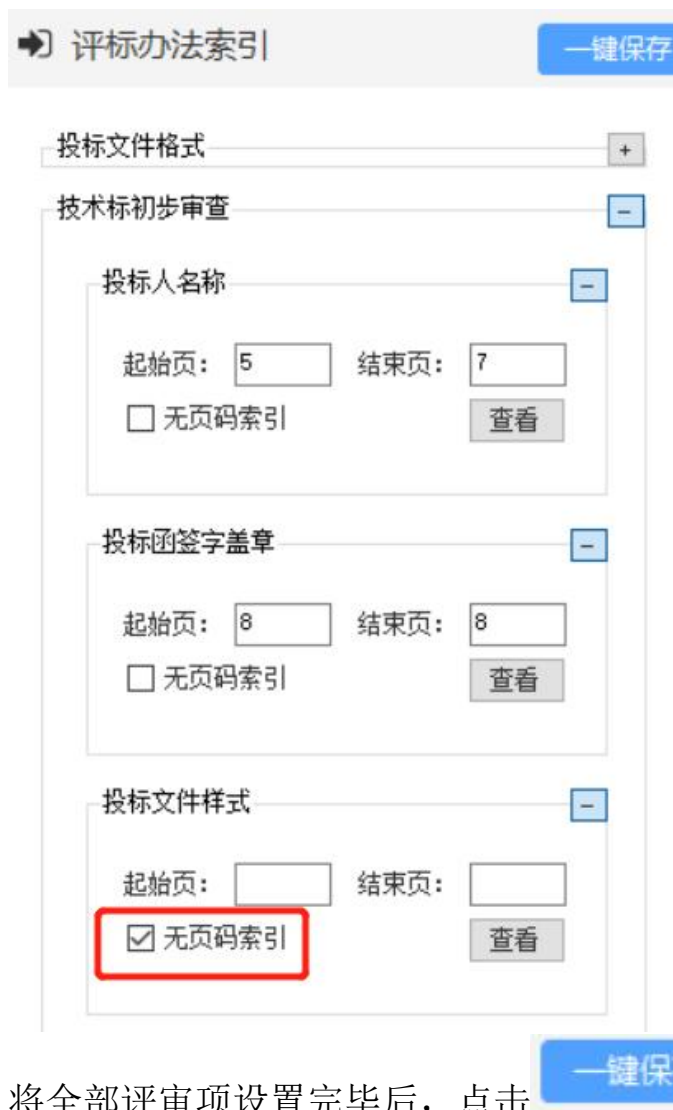 评标办法索引 一键保存
投标文件格式 +
技术标初步审查 -
投标人名称 -
起始页： 5 结束页： 7
无页码索引 查看
投标函签字盖章 -
起始页： 8 结束页： 8
无页码索引 查看
投标文件样式 -
起始页： 结束页：
无页码索引 查看
将全部评审项设置完毕后，点击 一键保